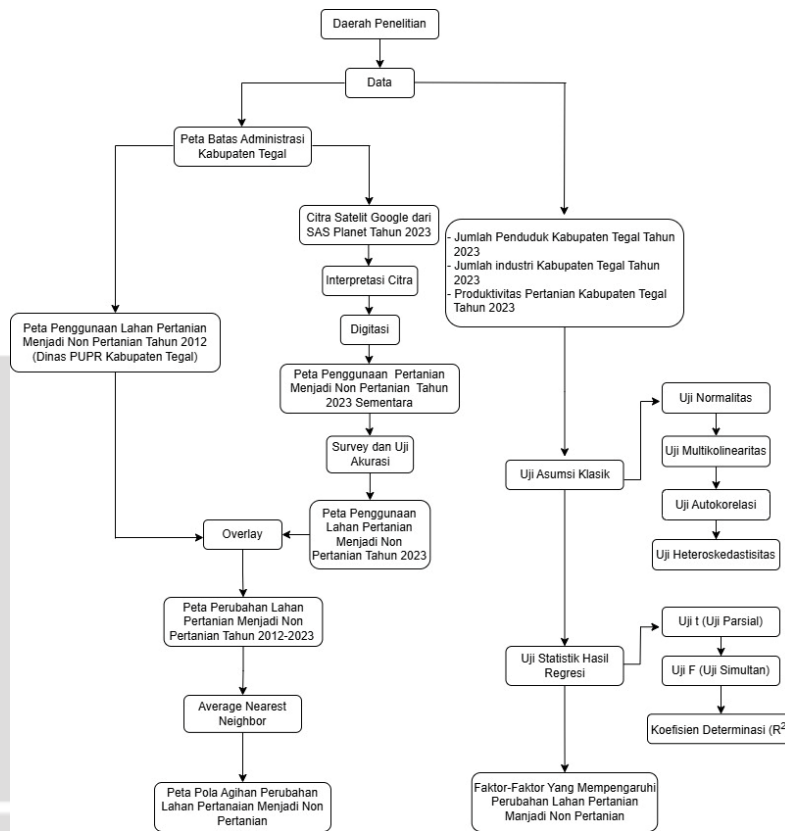 Daerah Penelitian
Data
Peta Batas Administrasi
Kabupaten Tegal
Citra Satelit Google dari
SAS Planet Tahun 2023
Interpretasi Citra
Digitasi
Peta Penggunaan Pertanian
Menjadi Non Pertanian Tahun
2023 Sementara
Survey dan Uji
Akurasi
Peta Penggunaan
Lahan Pertanian
Menjadi Non
Pertanian Tahun 2023
Peta Penggunaan Lahan Pertanian
Menjadi Non Pertanian Tahun 2012
(Dinas PUPR Kabupaten Tegal)
Overlay
Peta Perubahan Lahan
Pertanian Menjadi Non
Pertanian Tahun 2012-2023
Average Nearest
Neighbor
Peta Pola Agihan Perubahan
Lahan Pertanaian Menjadi Non
Pertanian
- Jumlah Penduduk Kabupaten Tegal Tahun
2023
- Jumlah industri Kabupaten Tegal Tahun
2023
- Produktivitas Pertanian Kabupaten Tegal
Tahun 2023
Uji Asumsi Klasik
Uji Normalitas
Uji Multikolinearitas
Uji Autokorelasi
Uji Heteroskedastisitas
Uji Statistik Hasil
Regresi
Uji t (Uji Parsial)
Uji F (Uji Simultan)
Koefisien Determinasi (R²
Faktor-Faktor Yang Mempengaruhi
Perubahan Lahan Pertanian
Manjadi Non Pertanian